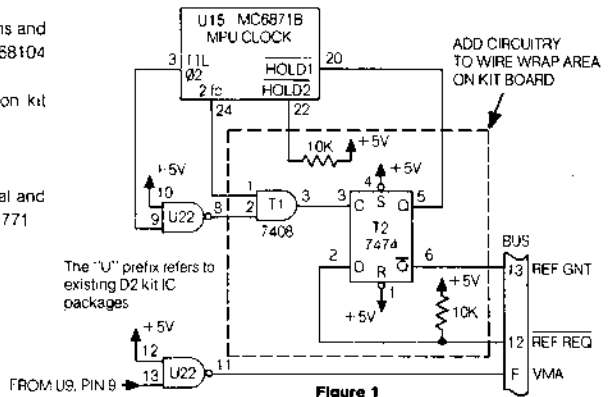 ns and
68104
on kit
al and
1771
U15 MC6871B
MPU CLOCK
3 T1L
Ø2
HOLD1 20
2 fo HOLD2
24 22
ADD CIRCUITRY
TO WIRE WRAP AREA
ON KIT BOARD
10K +5V
+5V
+5V
10
9 U22 8
1
2 T1 3
7408
4
3 C S Q 5
T2
7474
2 D R Q 6
1
+5V
+5V
10K
BUS
13 REF GNT
12 REF REQ
F VMA
The "U" prefix refers to
existing D2 kit IC
packages
+5V
12
13 U22 11
FROM U9, PIN 9
Figure 1